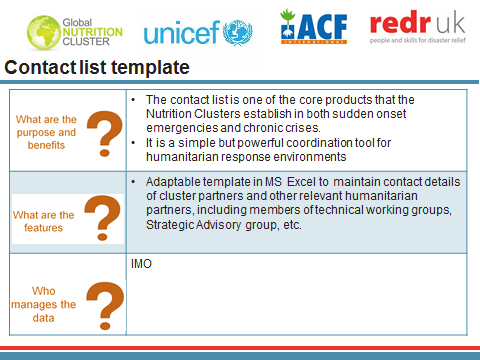 Global
NUTRITION
CLUSTER
unicef
ACF
INTERNATIONAL
redr uk
people and skills for disaster relief
Contact list template
What are the
purpose and
benefits
?
• The contact list is one of the core products that the
Nutrition Clusters establish in both sudden onset
emergencies and chronic crises.
• It is a simple but powerful coordination tool for
humanitarian response environments
What are the
features
?
• Adaptable template in MS Excel to maintain contact details
of cluster partners and other relevant humanitarian
partners, including members of technical working groups,
Strategic Advisory group, etc.
Who
manages the
data
?
IMO